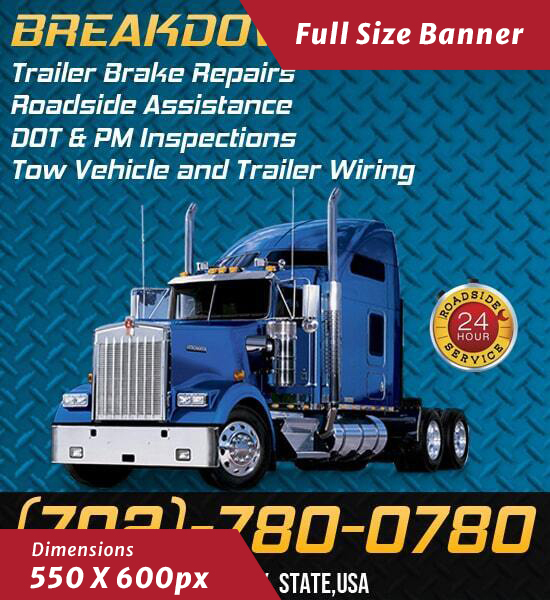 Full Size Banner
Trailer Brake Repairs
Roadside Assistance
DOT & PM Inspections
Tow Vehicle and Trailer Wiring
ROADSIDE
24
HOUR
SERVICE
(702)-780-0780
Dimensions
550 X 600px
STATE,USA